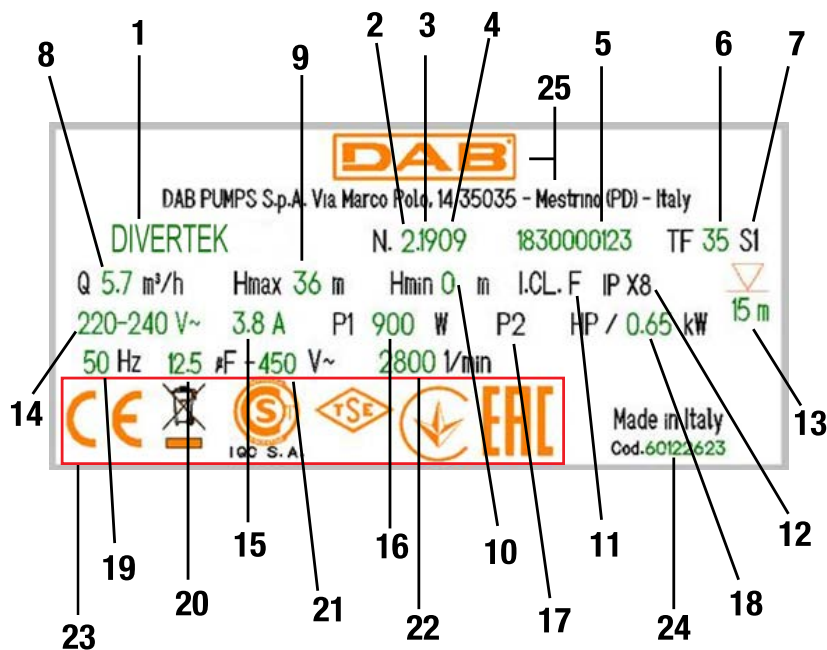 1 2 3 4 5 6 7
8 9 25
DAB
DAB PUMPS S.p.A. Via Marco Polo, 14 35035 - Mestrino (PD) - Italy
DIVERTEK N. 2.1909 1830000123 TF 35 S1
Q 5.7 m³/h Hmax 36 m Hmin 0 m I.CL. F IP X8
220-240 V~ 3.8 A P1 900 W P2 HP / 0.65 kW 15 m
50 Hz 12.5 µF - 450 V~ 2800 1/min
CE S TSE EAC
IQC S.A.
Made in Italy
Cod.60122623
14 13
19 15 16 10 11 12
23 20 21 22 17 24 18